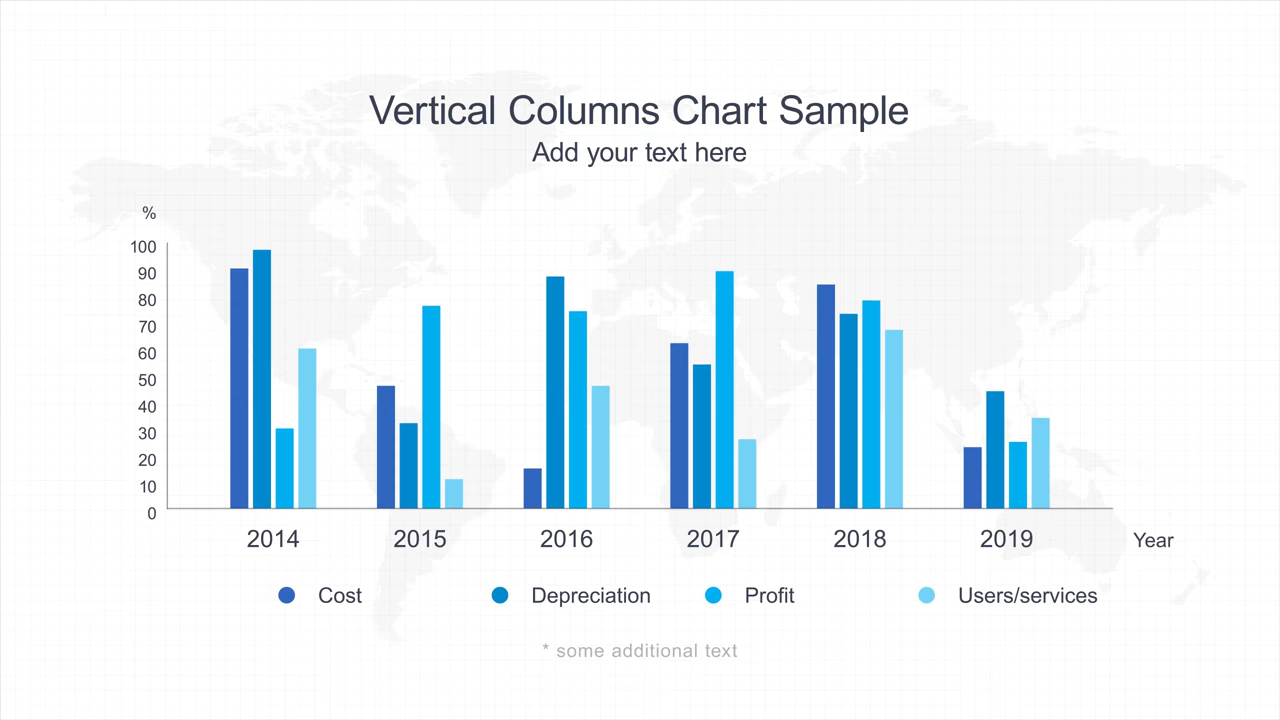 Vertical Columns Chart Sample
Add your text here
%
100
90
80
70
60
50
40
30
20
10
0
2014 2015 2016 2017 2018 2019 Year
Cost Depreciation Profit Users/services
* some additional text